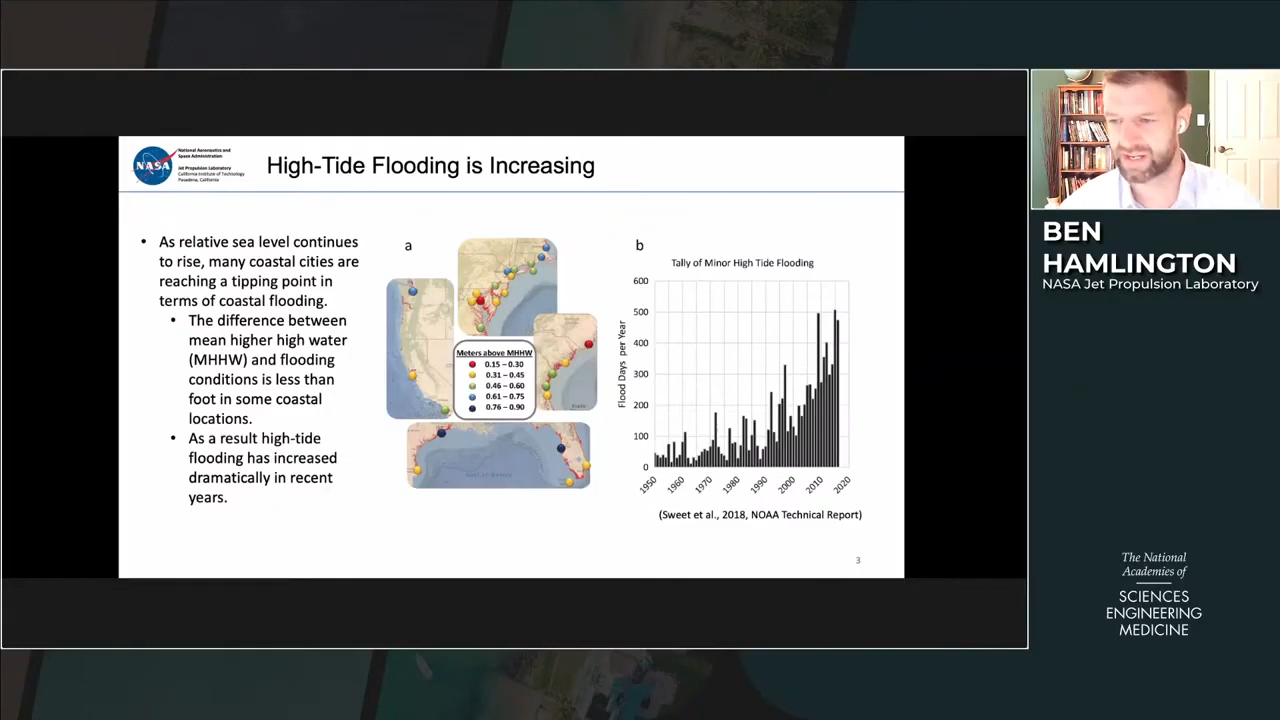 NASA
National Aeronautics and
Space Administration
Jet Propulsion Laboratory
California Institute of Technology
Pasadena, California
High-Tide Flooding is Increasing
• As relative sea level continues
to rise, many coastal cities are
reaching a tipping point in
terms of coastal flooding.
• The difference between
mean higher high water
(MHHW) and flooding
conditions is less than
foot in some coastal
locations.
• As a result high-tide
flooding has increased
dramatically in recent
years.
a
Meters above MHHW
0.15 – 0.30
0.31 – 0.45
0.46 – 0.60
0.61 – 0.75
0.76 – 0.90
b
Tally of Minor High Tide Flooding
Flood Days per Year
600
500
400
300
200
100
0
1950
1960
1970
1980
1990
2000
2010
2020
(Sweet et al., 2018, NOAA Technical Report)
3
BEN
HAMLINGTON
NASA Jet Propulsion Laboratory
The National
Academies of
SCIENCES
ENGINEERING
MEDICINE